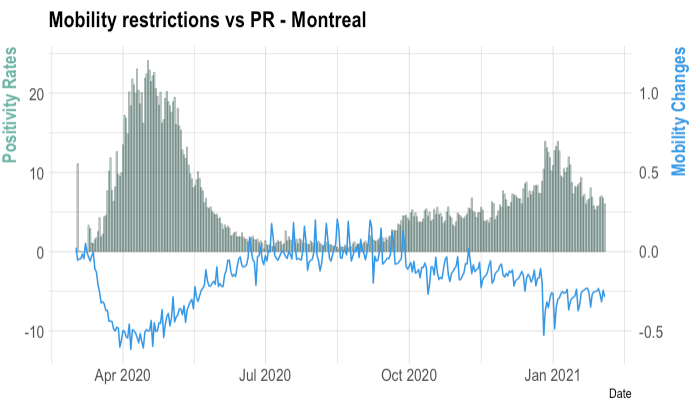 Mobility restrictions vs PR - Montreal
Positivity Rates
Mobility Changes
20
10
0
-10
1.0
0.5
0.0
-0.5
Apr 2020
Jul 2020
Oct 2020
Jan 2021
Date